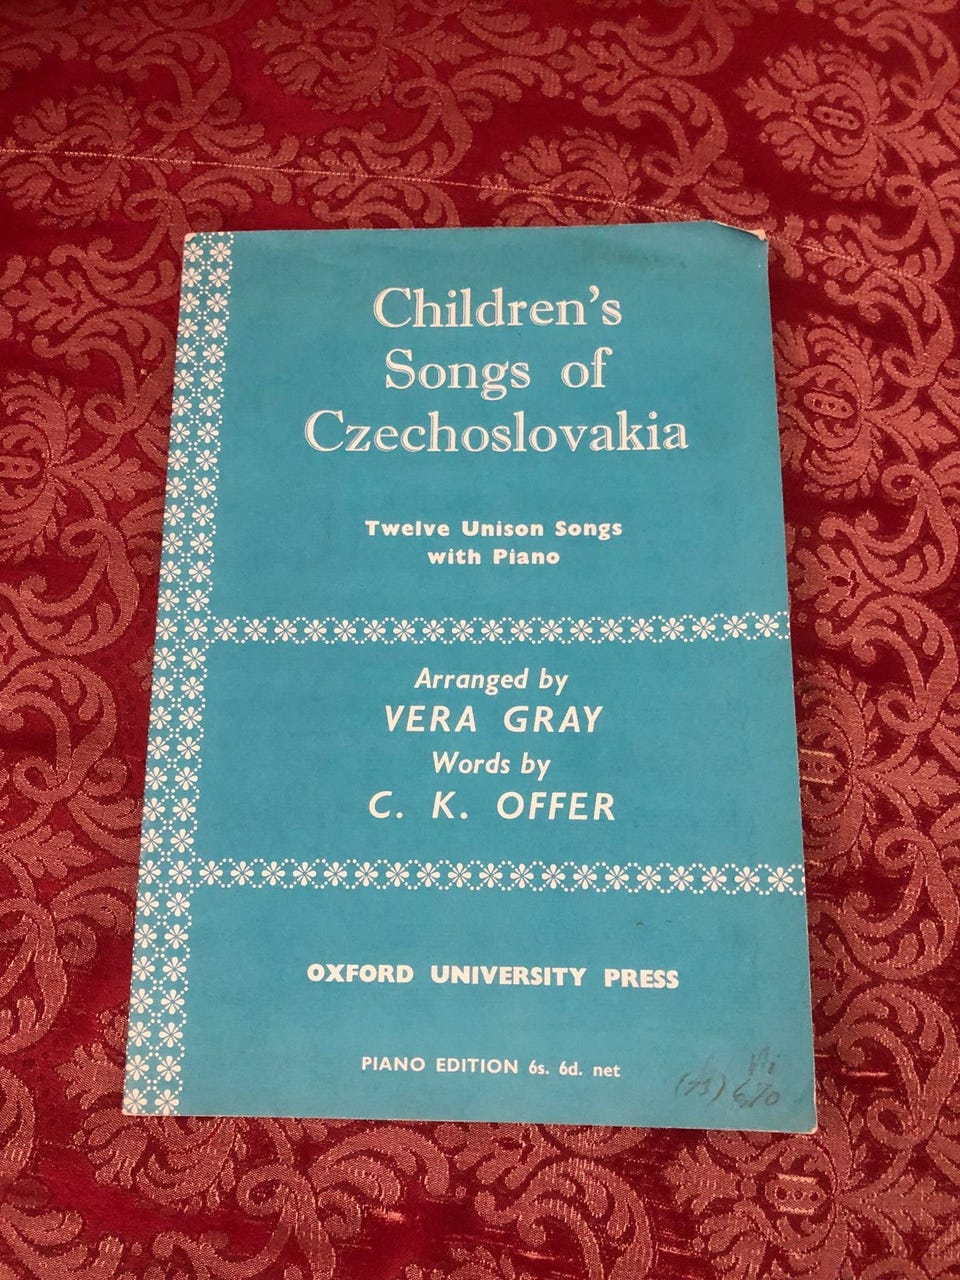 Children's
Songs of
Czechoslovakia
Twelve Unison Songs
with Piano
Arranged by
VERA GRAY
Words by
C. K. OFFER
OXFORD UNIVERSITY PRESS
PIANO EDITION 6s. 6d. net